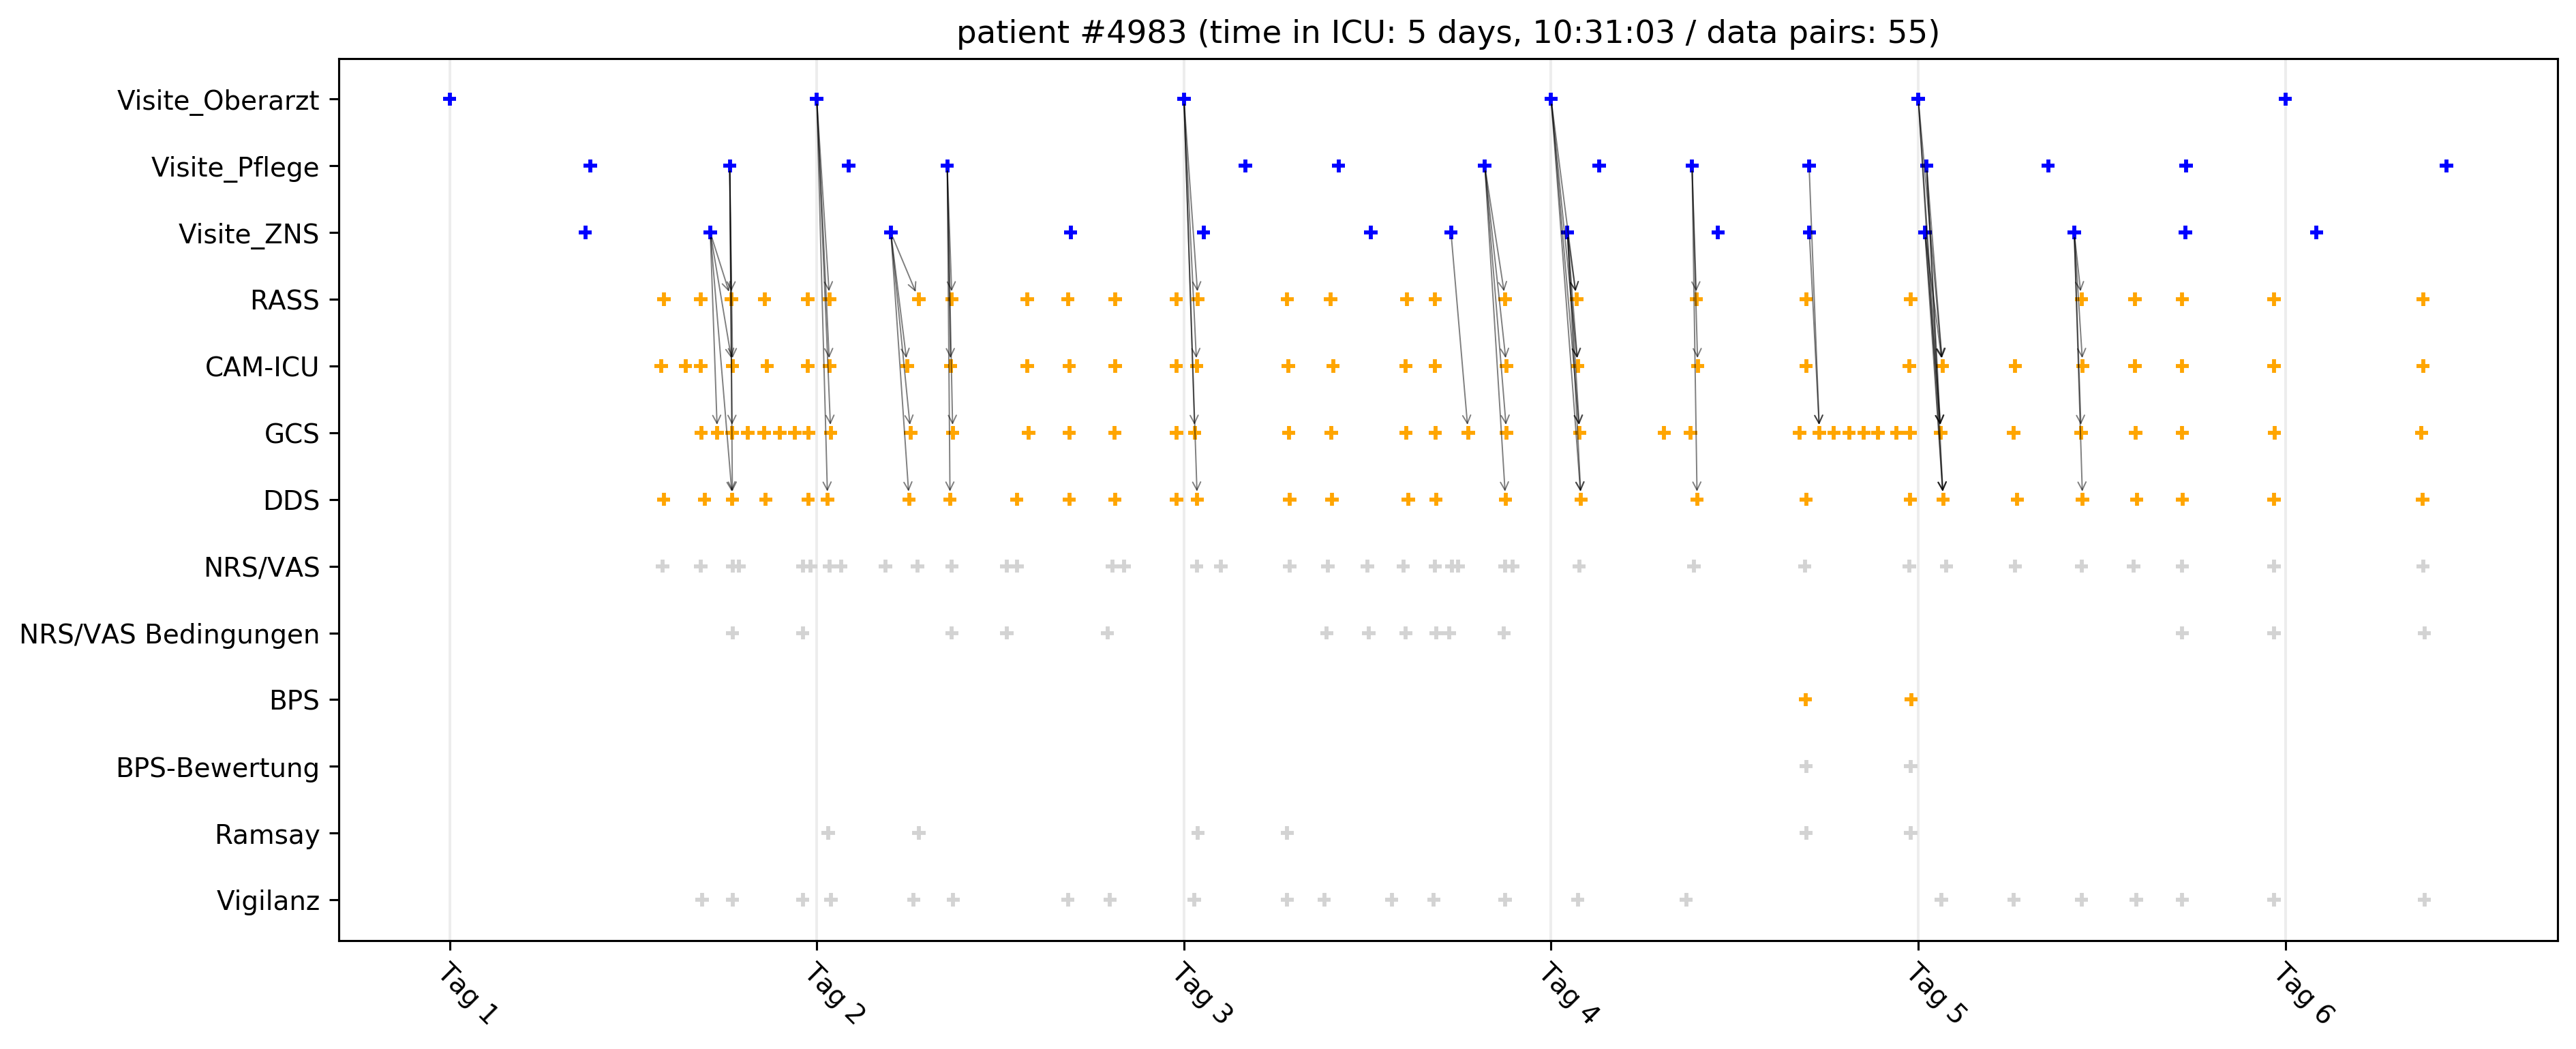 patient #4983 (time in ICU: 5 days, 10:31:03 / data pairs: 55)
Visite_Oberarzt
Visite_Pflege
Visite_ZNS
RASS
CAM-ICU
GCS
DDS
NRS/VAS
NRS/VAS Bedingungen
BPS
BPS-Bewertung
Ramsay
Vigilanz
Tag 1
Tag 2
Tag 3
Tag 4
Tag 5
Tag 6